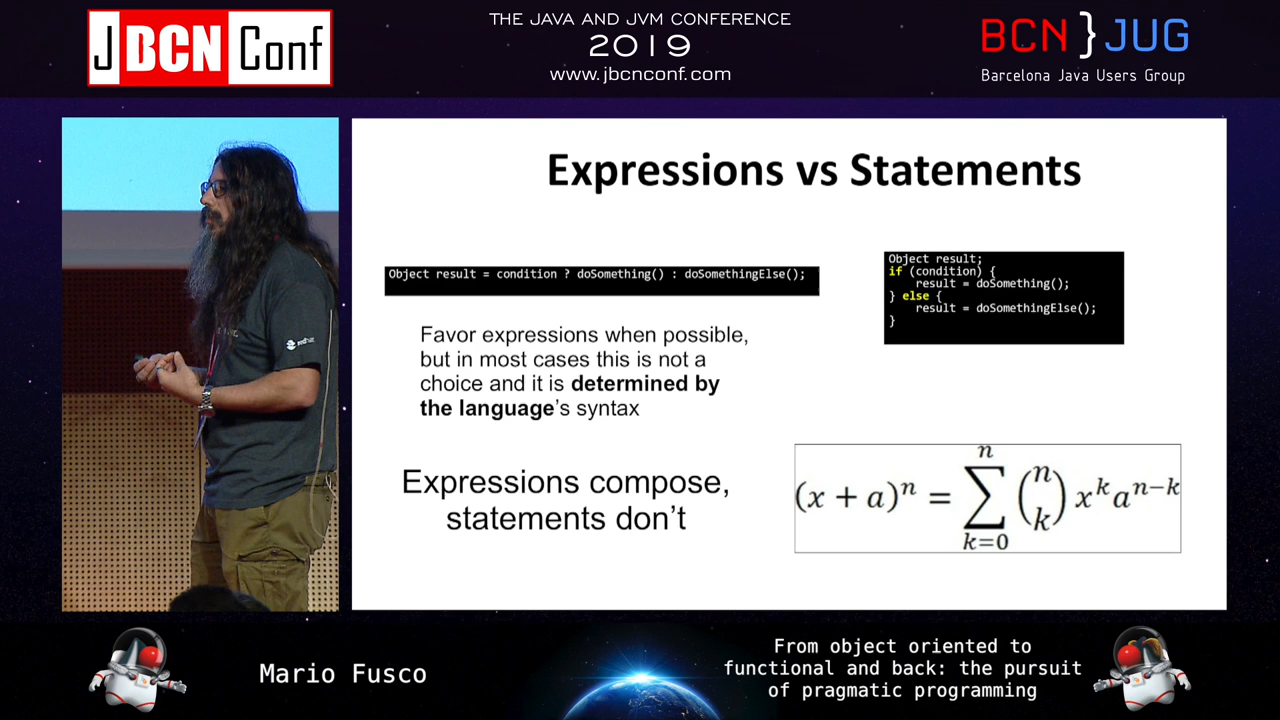 J BCN Conf
THE JAVA AND JVM CONFERENCE
2019
www.jbcnconf.com
BCN } JUG
Barcelona Java Users Group
Expressions vs Statements
Object result = condition ? doSomething() : doSomethingElse();
Object result;
if (condition) {
result = doSomething();
} else {
result = doSomethingElse();
}
Favor expressions when possible,
but in most cases this is not a
choice and it is determined by
the language's syntax
Expressions compose,
statements don't
(x + a)ⁿ = ∑ₖ₌₀ⁿ (n k) xᵏaⁿ⁻ᵏ
Mario Fusco
From object oriented to
functional and back: the pursuit
of pragmatic programming